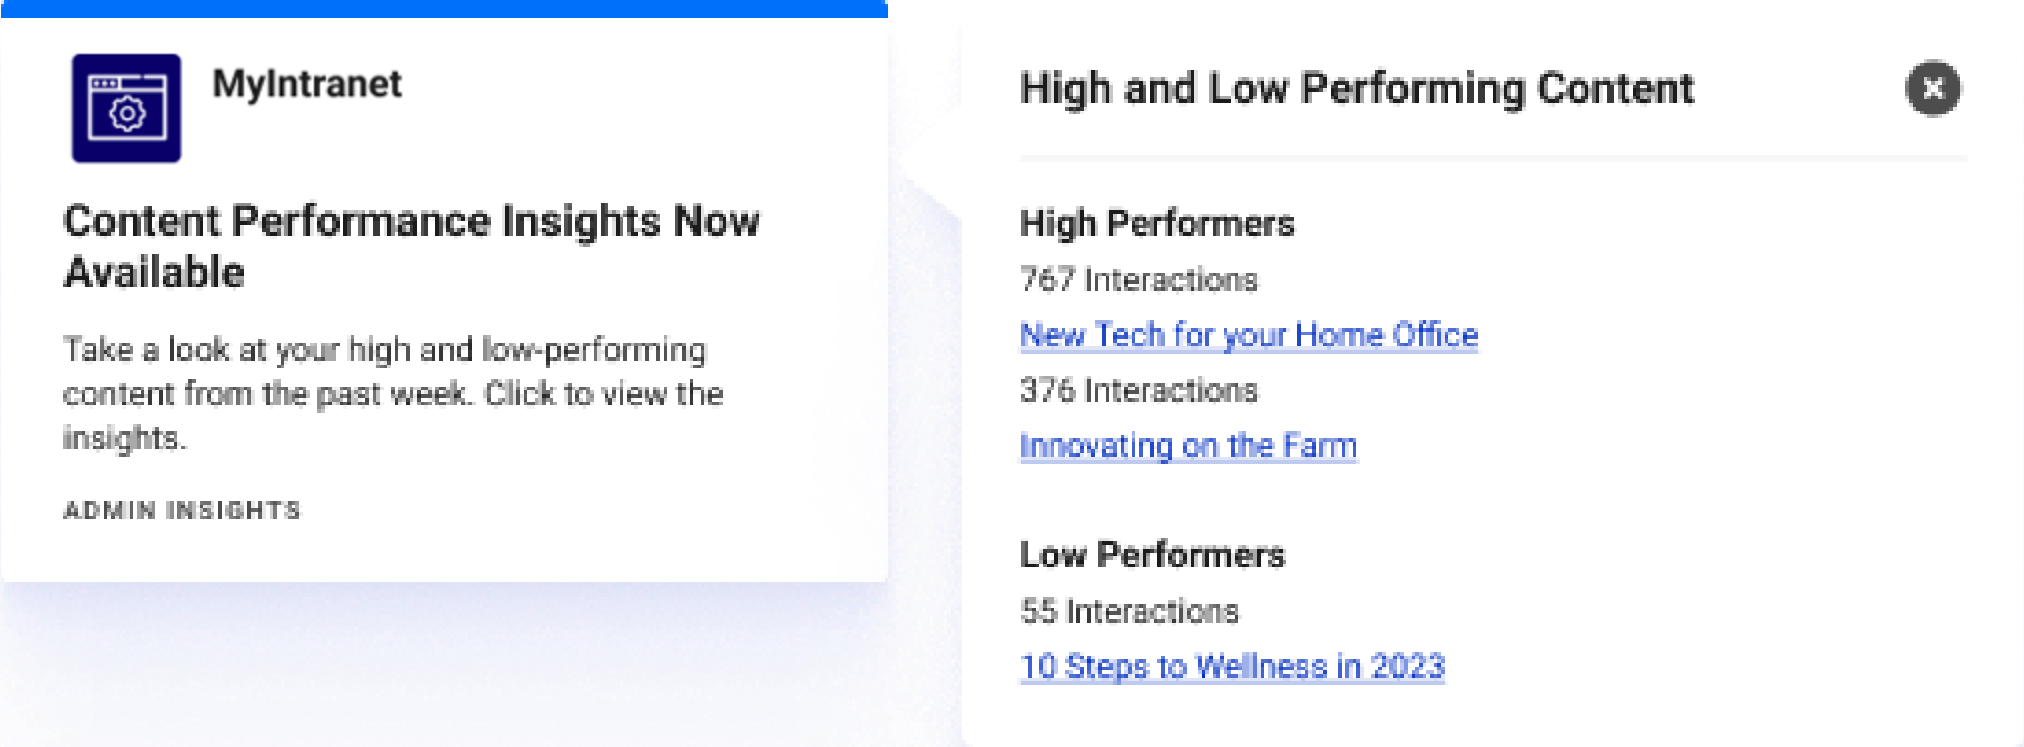 MyIntranet
Content Performance Insights Now
Available
Take a look at your high and low-performing
content from the past week. Click to view the
insights.
ADMIN INSIGHTS
High and Low Performing Content
High Performers
767 Interactions
New Tech for your Home Office
376 Interactions
Innovating on the Farm
Low Performers
55 Interactions
10 Steps to Wellness in 2023